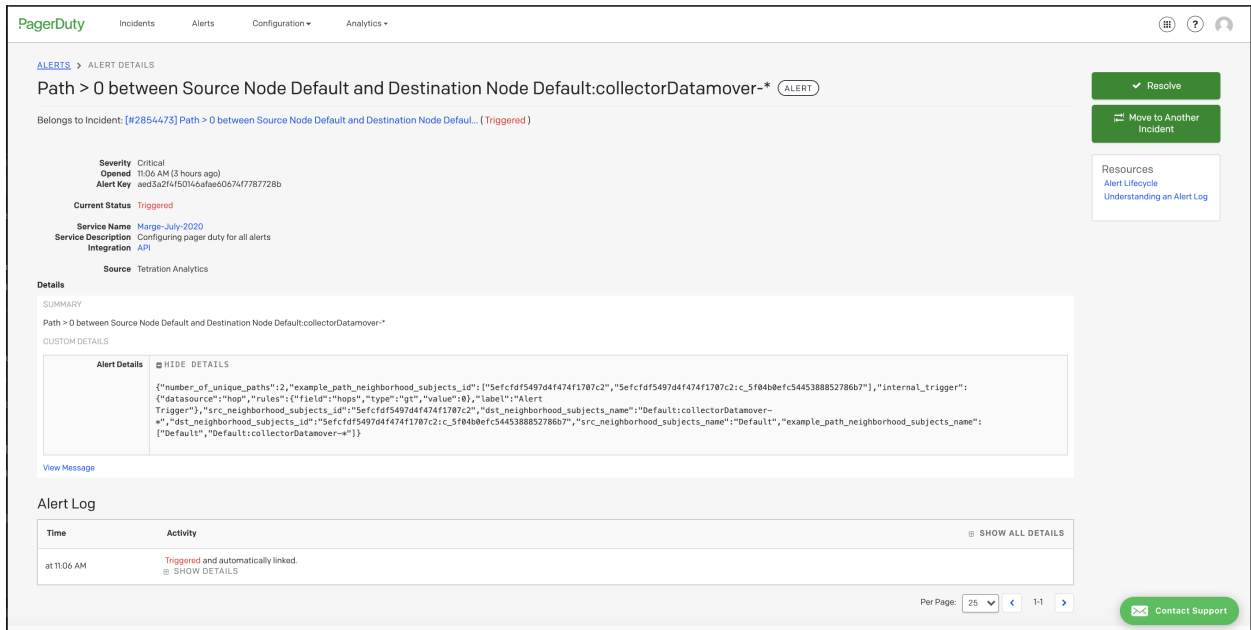 PagerDuty Incidents Alerts Configuration Analytics ?
ALERTS > ALERT DETAILS
Path > 0 between Source Node Default and Destination Node Default:collectorDatamover-* ALERT
Resolve
Belongs to Incident: [#2854473] Path > 0 between Source Node Default and Destination Node Defaul... ( Triggered )
Move to Another
Incident
Severity Critical
Opened 11:06 AM (3 hours ago)
Alert Key aed3a2f4f50146afae60674f7787728b
Current Status Triggered
Service Name Marge-July-2020
Service Description Configuring pager duty for all alerts
Integration API
Source Tetration Analytics
Resources
Alert Lifecycle
Understanding an Alert Log
Details
SUMMARY
Path > 0 between Source Node Default and Destination Node Default:collectorDatamover-*
CUSTOM DETAILS
Alert Details HIDE DETAILS
{"number_of_unique_paths":2,"example_path_neighborhood_subjects_id":["5efcfdf5497d4f474f1707c2","5efcfdf5497d4f474f1707c2:c_5f04b0efc5445388852786b7"],"internal_trigger":
{"datasource":"hop","rules":{"field":"hops","type":"gt","value":0},"label":"Alert
Trigger"},"src_neighborhood_subjects_id":"5efcfdf5497d4f474f1707c2","dst_neighborhood_subjects_name":"Default:collectorDatamover-
*","dst_neighborhood_subjects_id":"5efcfdf5497d4f474f1707c2:c_5f04b0efc5445388852786b7","src_neighborhood_subjects_name":"Default","example_path_neighborhood_subjects_name":
["Default","Default:collectorDatamover-*"]}
View Message
Alert Log
Time Activity SHOW ALL DETAILS
at 11:06 AM Triggered and automatically linked.
SHOW DETAILS
Per Page: 25 < 1-1 >
Contact Support